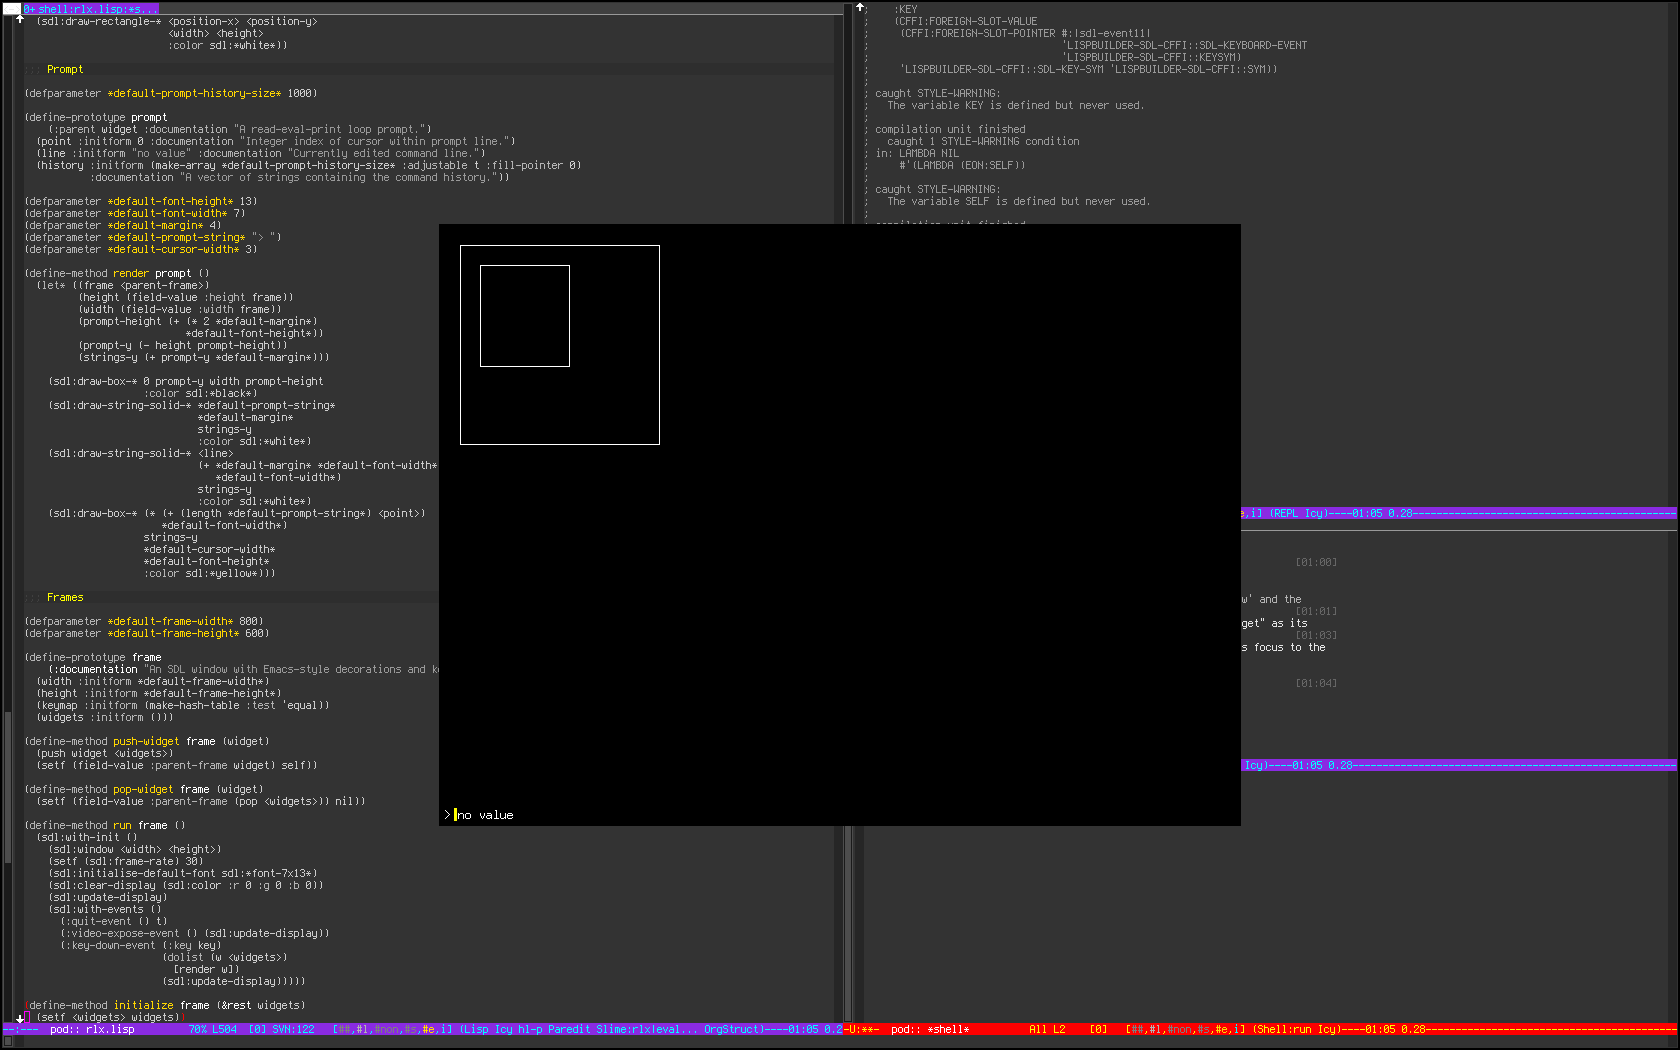 0+ shell:rlx.lisp:*s...
(sdl:draw-rectangle-* <position-x> <position-y>
<width> <height>
:color sdl:*white*))
;;; Prompt
(defparameter *default-prompt-history-size* 1000)
(define-prototype prompt
(:parent widget :documentation "A read-eval-print loop prompt.")
(point :initform 0 :documentation "Integer index of cursor within prompt line.")
(line :initform "no value" :documentation "Currently edited command line.")
(history :initform (make-array *default-prompt-history-size* :adjustable t :fill-pointer 0)
:documentation "A vector of strings containing the command history."))
(defparameter *default-font-height* 13)
(defparameter *default-font-width* 7)
(defparameter *default-margin* 4)
(defparameter *default-prompt-string* "> ")
(defparameter *default-cursor-width* 3)
(define-method render prompt ()
(let* ((frame <parent-frame>)
(height (field-value :height frame))
(width (field-value :width frame))
(prompt-height (+ (* 2 *default-margin*)
*default-font-height*))
(prompt-y (- height prompt-height))
(strings-y (+ prompt-y *default-margin*)))
(sdl:draw-box-* 0 prompt-y width prompt-height
:color sdl:*black*)
(sdl:draw-string-solid-* *default-prompt-string*
*default-margin*
strings-y
:color sdl:*white*)
(sdl:draw-string-solid-* <line>
(+ *default-margin* *default-font-width*
*default-font-width*)
strings-y
:color sdl:*white*)
(sdl:draw-box-* (* (+ (length *default-prompt-string*) <point>)
*default-font-width*)
strings-y
*default-cursor-width*
*default-font-height*
:color sdl:*yellow*)))
;;; Frames
(defparameter *default-frame-width* 800)
(defparameter *default-frame-height* 600)
(define-prototype frame
(:documentation "An SDL window with Emacs-style decorations and k
(width :initform *default-frame-width*)
(height :initform *default-frame-height*)
(keymap :initform (make-hash-table :test 'equal))
(widgets :initform ()))
(define-method push-widget frame (widget)
(push widget <widgets>)
(setf (field-value :parent-frame widget) self))
(define-method pop-widget frame (widget)
(setf (field-value :parent-frame (pop <widgets>)) nil))
(define-method run frame ()
(sdl:with-init ()
(sdl:window <width> <height>)
(setf (sdl:frame-rate) 30)
(sdl:initialise-default-font sdl:*font-7x13*)
(sdl:clear-display (sdl:color :r 0 :g 0 :b 0))
(sdl:update-display)
(sdl:with-events ()
(:quit-event () t)
(:video-expose-event () (sdl:update-display))
(:key-down-event (:key key)
(dolist (w <widgets>)
[render w])
(sdl:update-display)))))
(define-method initialize frame (&rest widgets)
(setf <widgets> widgets)
--:--- pod:: rlx.lisp 70% L504 [0] SVN:122 [##,#l,#non,#s,#e,i] (Lisp Icy hl-p Paredit Slime:rlx|eval... OrgStruct)----01:05 0.2
> no value
; :KEY
; (CFFI:FOREIGN-SLOT-VALUE
; (CFFI:FOREIGN-SLOT-POINTER #:|sdl-event11|
; 'LISPBUILDER-SDL-CFFI::SDL-KEYBOARD-EVENT
; 'LISPBUILDER-SDL-CFFI::KEYSYM)
; 'LISPBUILDER-SDL-CFFI::SDL-KEY-SYM 'LISPBUILDER-SDL-CFFI::SYM))
;
; caught STYLE-WARNING:
; The variable KEY is defined but never used.
;
; compilation unit finished
; caught 1 STYLE-WARNING condition
; in: LAMBDA NIL
; #'(LAMBDA (EON:SELF))
;
; caught STYLE-WARNING:
; The variable SELF is defined but never used.
;
e,i] (REPL Icy)----01:05 0.28
[01:00]
w' and the
[01:01]
get" as its
[01:03]
s focus to the
[01:04]
Icy)----01:05 0.28
-U:**- pod:: *shell* All L2 [0] [##,#l,#non,#s,#e,i] (Shell:run Icy)----01:05 0.28